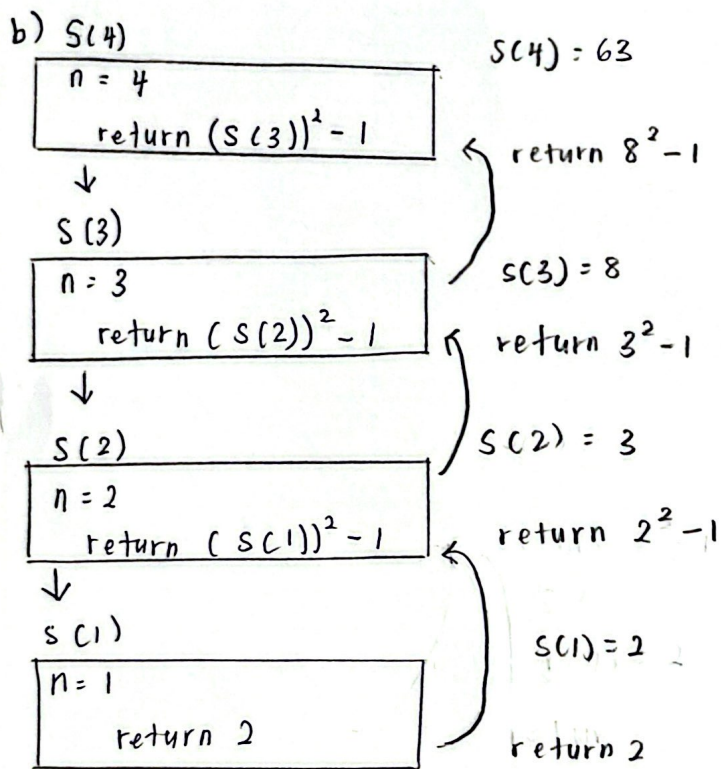 b) S(4)
S(4) = 63
n = 4
return (S(3))² - 1
return 8² - 1
↓
S(3)
n = 3
s(3) = 8
return (S(2))² - 1
return 3² - 1
↓
S(2)
S(2) = 3
n = 2
return (S(1))² - 1
return 2² - 1
↓
s(1)
S(1) = 2
n = 1
return 2
return 2